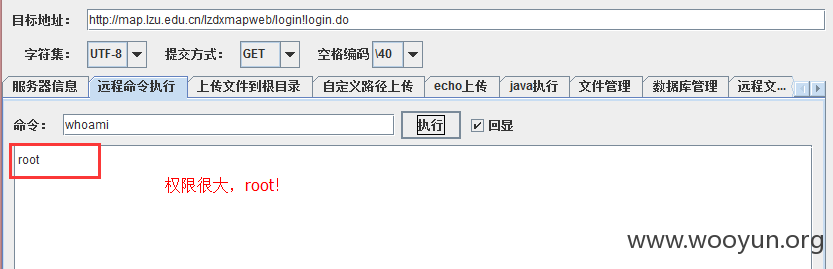 目标地址： http://map.lzu.edu.cn/lzdxmapweb/login!login.do
字符集： UTF-8 提交方式： GET 空格编码 \40
服务器信息 远程命令执行 上传文件到根目录 自定义路径上传 echo上传 java执行 文件管理 数据库管理 远程文...
命令： whoami 执行 回显
root
权限很大，root！
www.wooyun.org